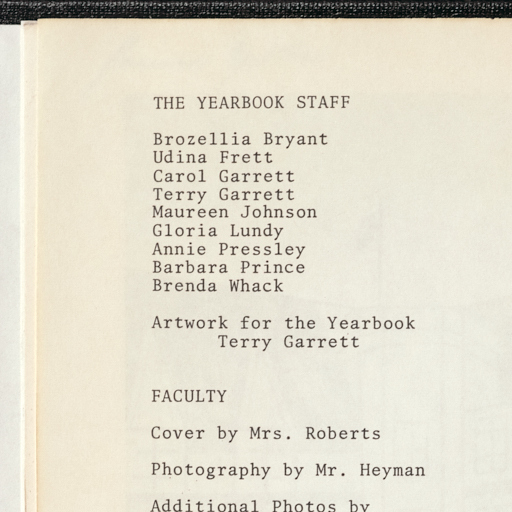 THE YEARBOOK STAFF
Brozellia Bryant
Udina Frett
Carol Garrett
Terry Garrett
Maureen Johnson
Gloria Lundy
Annie Pressley
Barbara Prince
Brenda Whack
Artwork for the Yearbook
Terry Garrett
FACULTY
Cover by Mrs. Roberts
Photography by Mr. Heyman
Additional Photos by